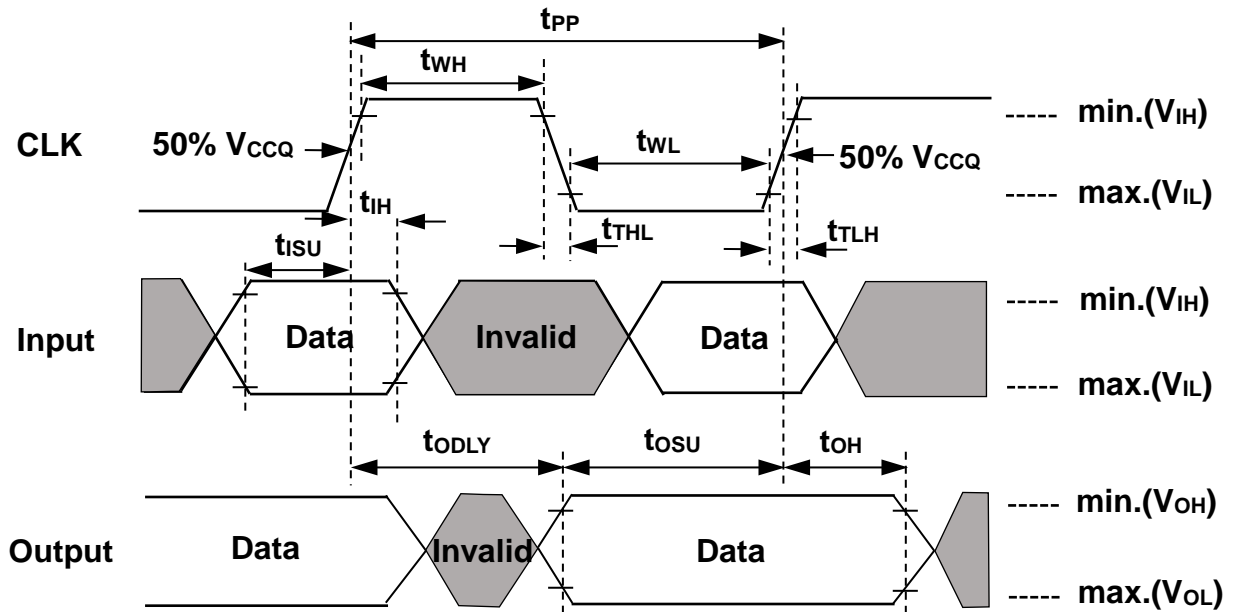 tPP
tWH
min.(VIH)
CLK
50% VCCQ
tWL
50% VCCQ
max.(VIL)
tIH
tTHL
tTLH
tISU
min.(VIH)
Input
Data
Invalid
Data
max.(VIL)
tODLY
tOSU
tOH
min.(VOH)
Output
Data
Invalid
Data
max.(VOL)